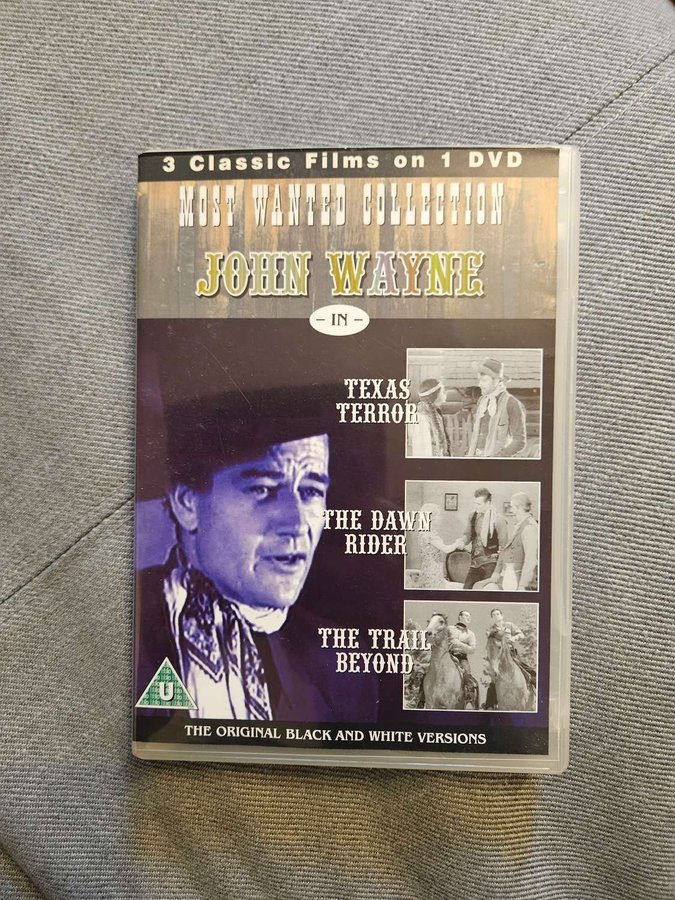 3 Classic Films on 1 DVD
MOST WANTED COLLECTION
JOHN WAYNE
- IN -
TEXAS
TERROR
THE DAWN
RIDER
THE TRAIL
BEYOND
U
THE ORIGINAL BLACK AND WHITE VERSIONS